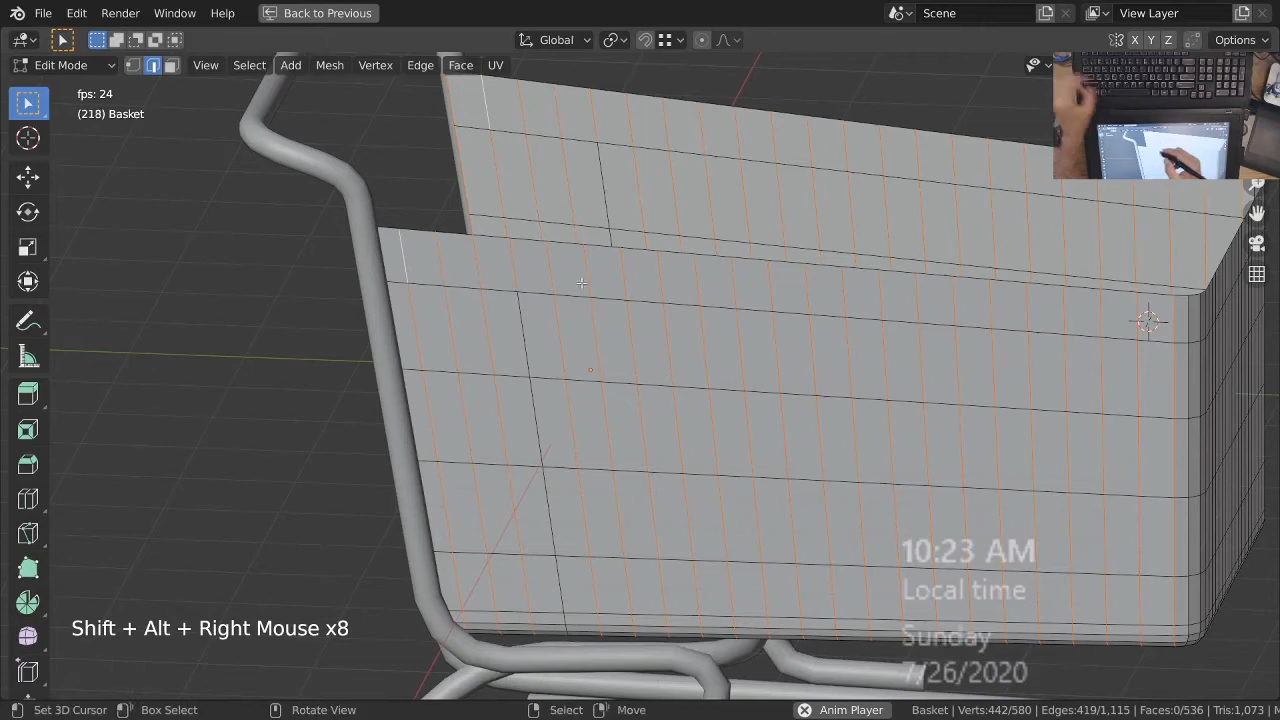 File Edit Render Window Help Back to Previous Scene View Layer
Global X Y Z Options
Edit Mode View Select Add Mesh Vertex Edge Face UV
fps: 24
(218) Basket
10:23 AM
Local time
Sunday
7/26/2020
Shift + Alt + Right Mouse x8
Set 3D Cursor Box Select Rotate View Select Move Anim Player Basket | Verts:442/580 | Edges:419/1,115 | Faces:0/536 | Tris:1,073 |